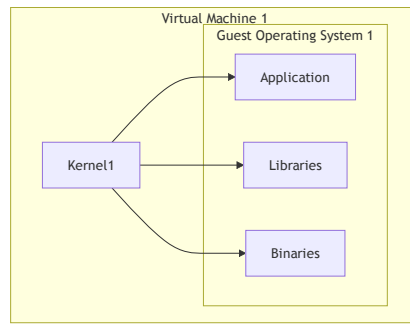 Virtual Machine 1
Guest Operating System 1
Application
Kernel1
Libraries
Binaries